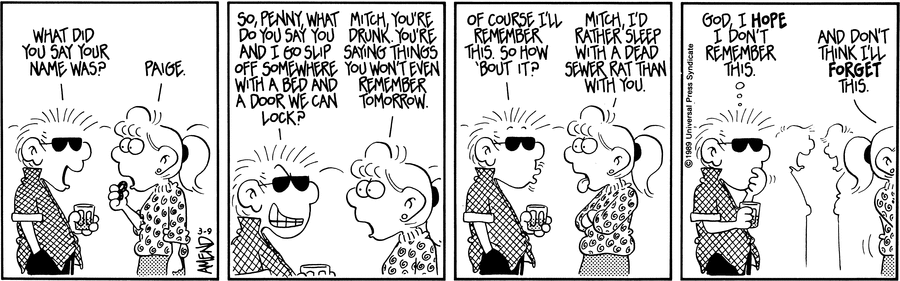 WHAT DID
YOU SAY YOUR
NAME WAS?
PAIGE.
3-9
AMEND
SO, PENNY, WHAT
DO YOU SAY YOU
AND I GO SLIP
OFF SOMEWHERE
WITH A BED AND
A DOOR WE CAN
LOCK?
MITCH, YOU'RE
DRUNK. YOU'RE
SAYING THINGS
YOU WON'T EVEN
REMEMBER
TOMORROW.
OF COURSE I'LL
REMEMBER
THIS. SO HOW
'BOUT IT?
MITCH, I'D
RATHER SLEEP
WITH A DEAD
SEWER RAT THAN
WITH YOU.
© 1989 Universal Press Syndicate
GOD, I HOPE
I DON'T
REMEMBER
THIS.
AND DON'T
THINK I'LL
FORGET
THIS.